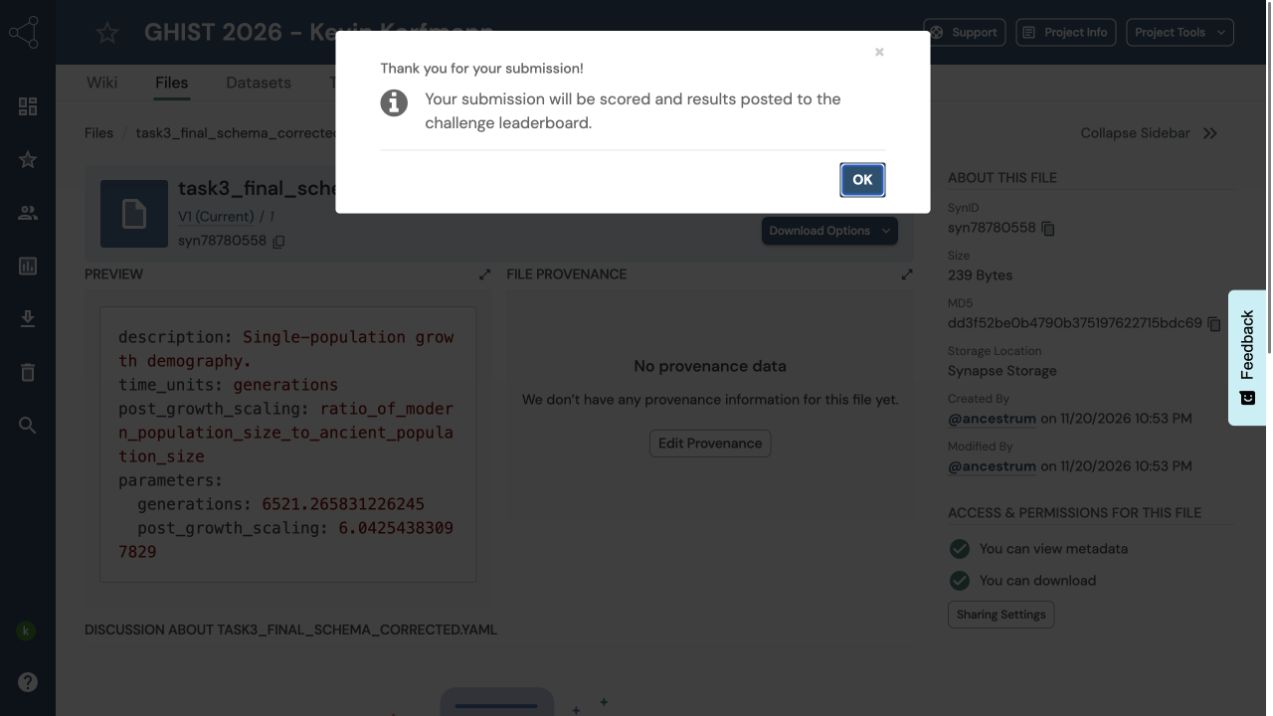 GHIST 2026 - Kevin Korfmann
Support
Project Info
Project Tools
Wiki
Files
Datasets
T
×
Thank you for your submission!
Your submission will be scored and results posted to the
challenge leaderboard.
OK
Files / task3_final_schema_corrected
Collapse Sidebar
task3_final_sche
V1 (Current) / 1
syn78780558
Download Options
PREVIEW
FILE PROVENANCE
description: Single-population grow
th demography.
time_units: generations
post_growth_scaling: ratio_of_moder
n_population_size_to_ancient_popula
tion_size
parameters:
generations: 6521.265831226245
post_growth_scaling: 6.0425438309
7829
No provenance data
We don't have any provenance information for this file yet.
Edit Provenance
DISCUSSION ABOUT TASK3_FINAL_SCHEMA_CORRECTED.YAML
ABOUT THIS FILE
SynID
syn78780558
Size
239 Bytes
MD5
dd3f52be0b4790b375197622715bdc69
Storage Location
Synapse Storage
Created By
@ancestrum on 11/20/2026 10:53 PM
Modified By
@ancestrum on 11/20/2026 10:53 PM
ACCESS & PERMISSIONS FOR THIS FILE
You can view metadata
You can download
Sharing Settings
Feedback
k